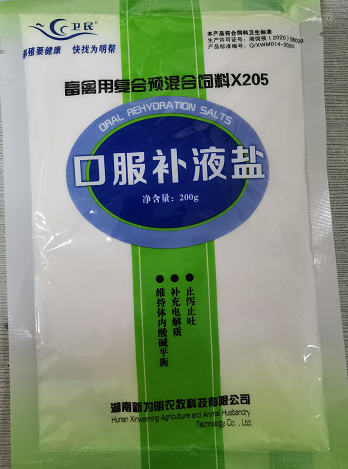 卫民
养殖要健康 快找为明帮
本产品符合饲料卫生标准
生产许可证号：湘饲预（2020）06029
产品标准编号：Q/XWM014-2020
畜禽用复合预混合饲料X205
ORAL REHYDRATION SALTS
口服补液盐
净含量：200g
● 止泻止吐
● 补充电解质
● 维持体内酸碱平衡
湖南新为明农牧科技有限公司
Hunan Xinweiming Agriculture and Animal Husbandry
Technology Co., Ltd.